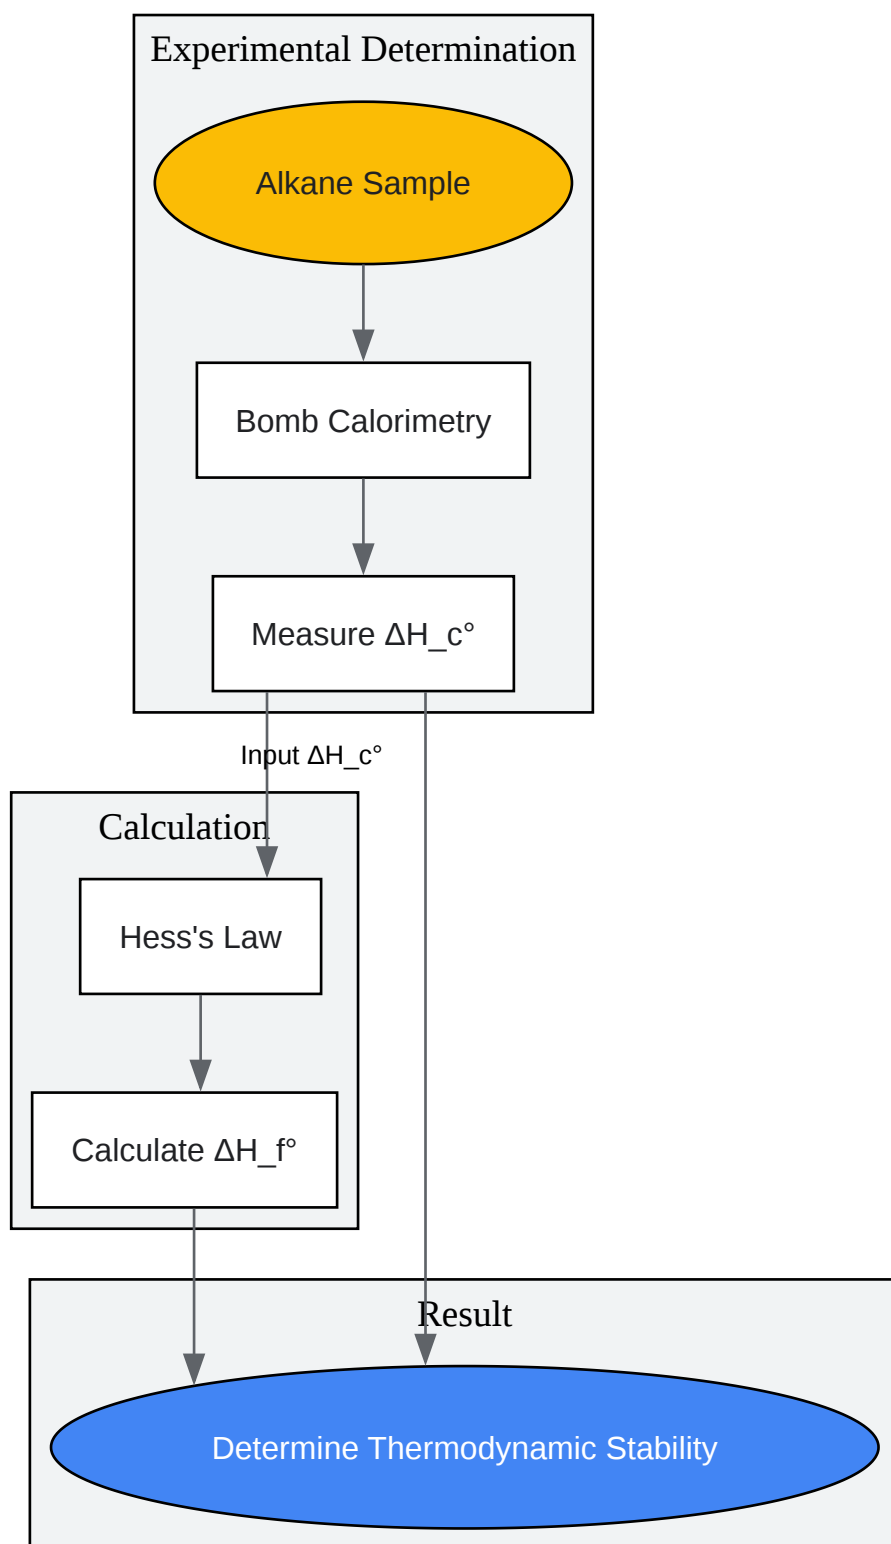 Experimental Determination
Alkane Sample
Bomb Calorimetry
Measure ΔH_c°
Input ΔH_c°
Calculation
Hess's Law
Calculate ΔH_f°
Result
Determine Thermodynamic Stability